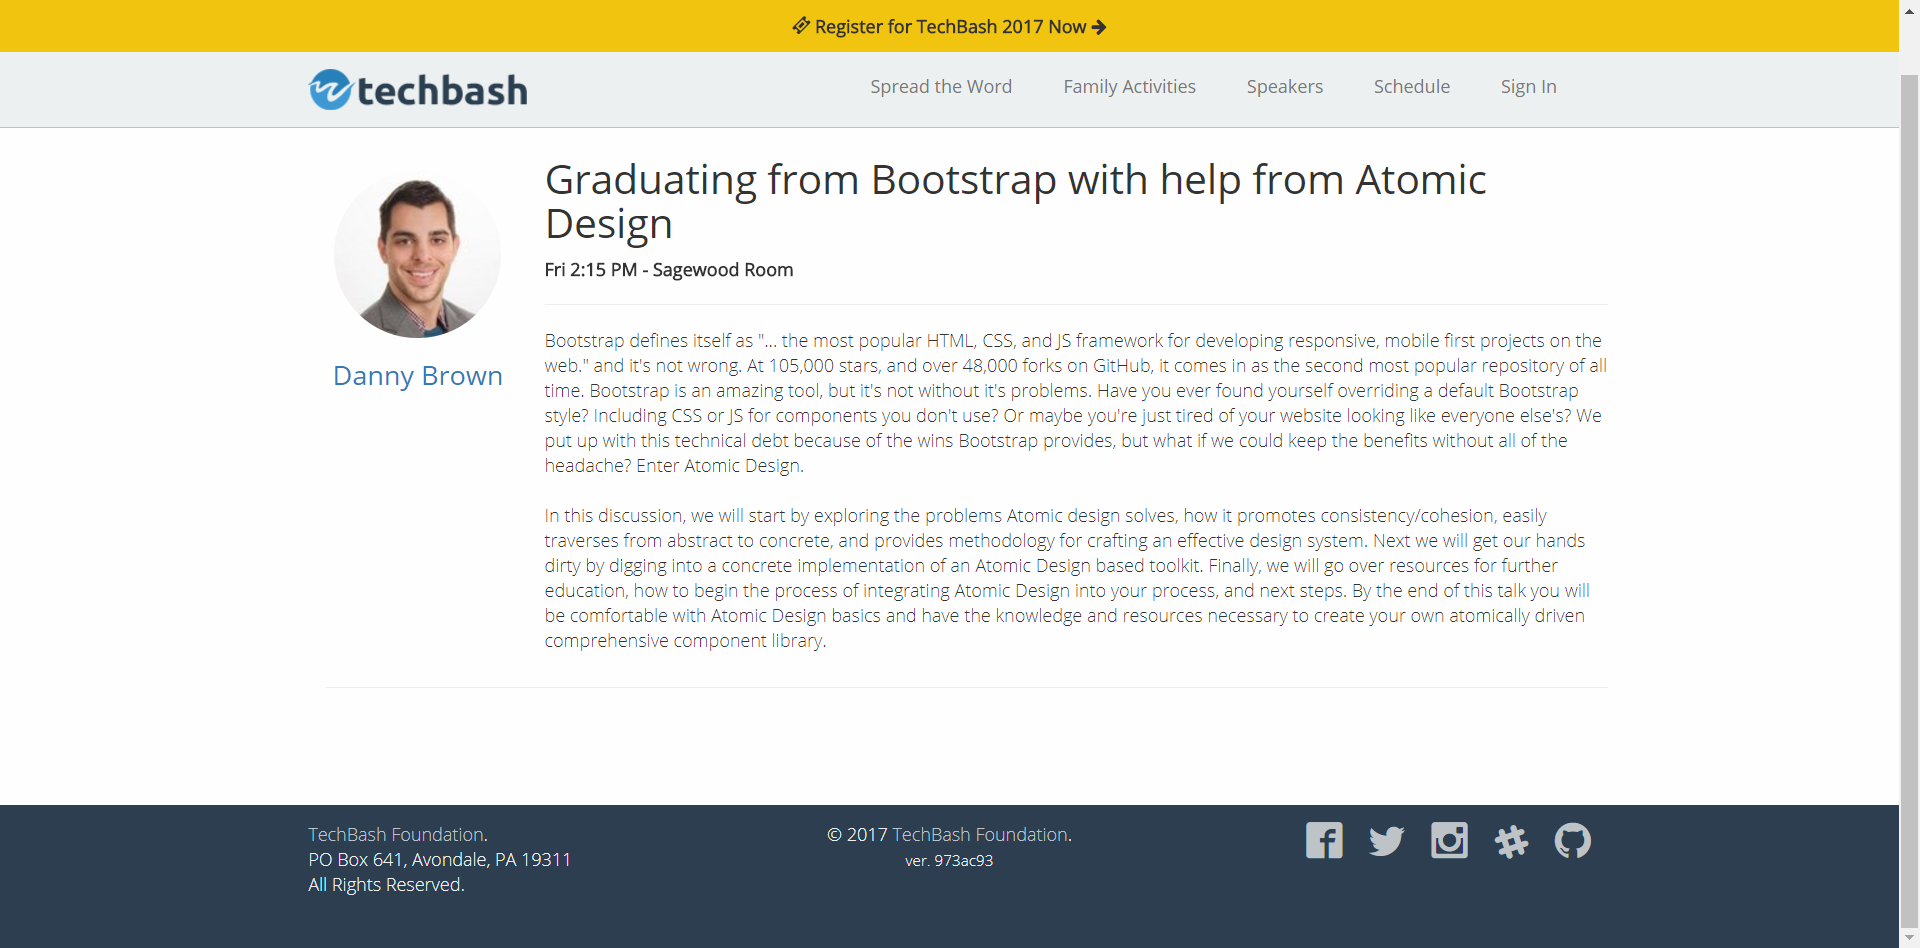 Register for TechBash 2017 Now
techbash
Spread the Word
Family Activities
Speakers
Schedule
Sign In
Graduating from Bootstrap with help from Atomic
Design
Fri 2:15 PM - Sagewood Room
Danny Brown
Bootstrap defines itself as "... the most popular HTML, CSS, and JS framework for developing responsive, mobile first projects on the
web." and it's not wrong. At 105,000 stars, and over 48,000 forks on GitHub, it comes in as the second most popular repository of all
time. Bootstrap is an amazing tool, but it's not without it's problems. Have you ever found yourself overriding a default Bootstrap
style? Including CSS or JS for components you don't use? Or maybe you're just tired of your website looking like everyone else's? We
put up with this technical debt because of the wins Bootstrap provides, but what if we could keep the benefits without all of the
headache? Enter Atomic Design.
In this discussion, we will start by exploring the problems Atomic design solves, how it promotes consistency/cohesion, easily
traverses from abstract to concrete, and provides methodology for crafting an effective design system. Next we will get our hands
dirty by digging into a concrete implementation of an Atomic Design based toolkit. Finally, we will go over resources for further
education, how to begin the process of integrating Atomic Design into your process, and next steps. By the end of this talk you will
be comfortable with Atomic Design basics and have the knowledge and resources necessary to create your own atomically driven
comprehensive component library.
TechBash Foundation.
PO Box 641, Avondale, PA 19311
All Rights Reserved.
© 2017 TechBash Foundation.
ver. 973ac93